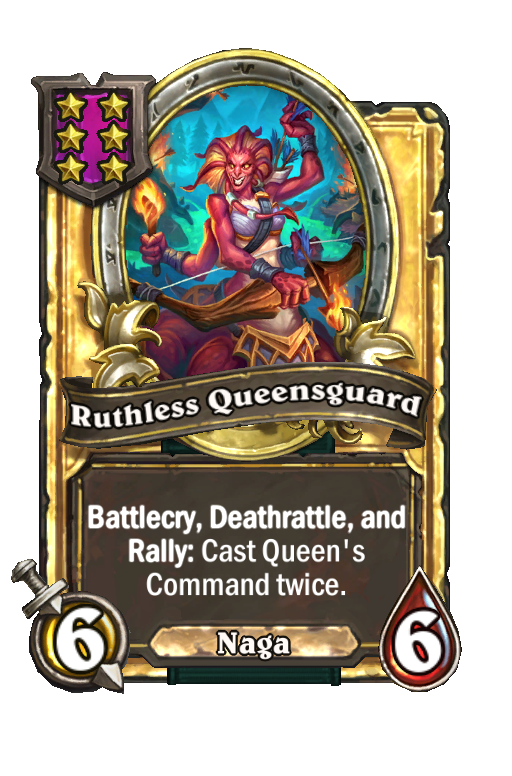 Ruthless Queensguard
Battlecry, Deathrattle, and
Rally: Cast Queen's
Command twice.
6
Naga
6